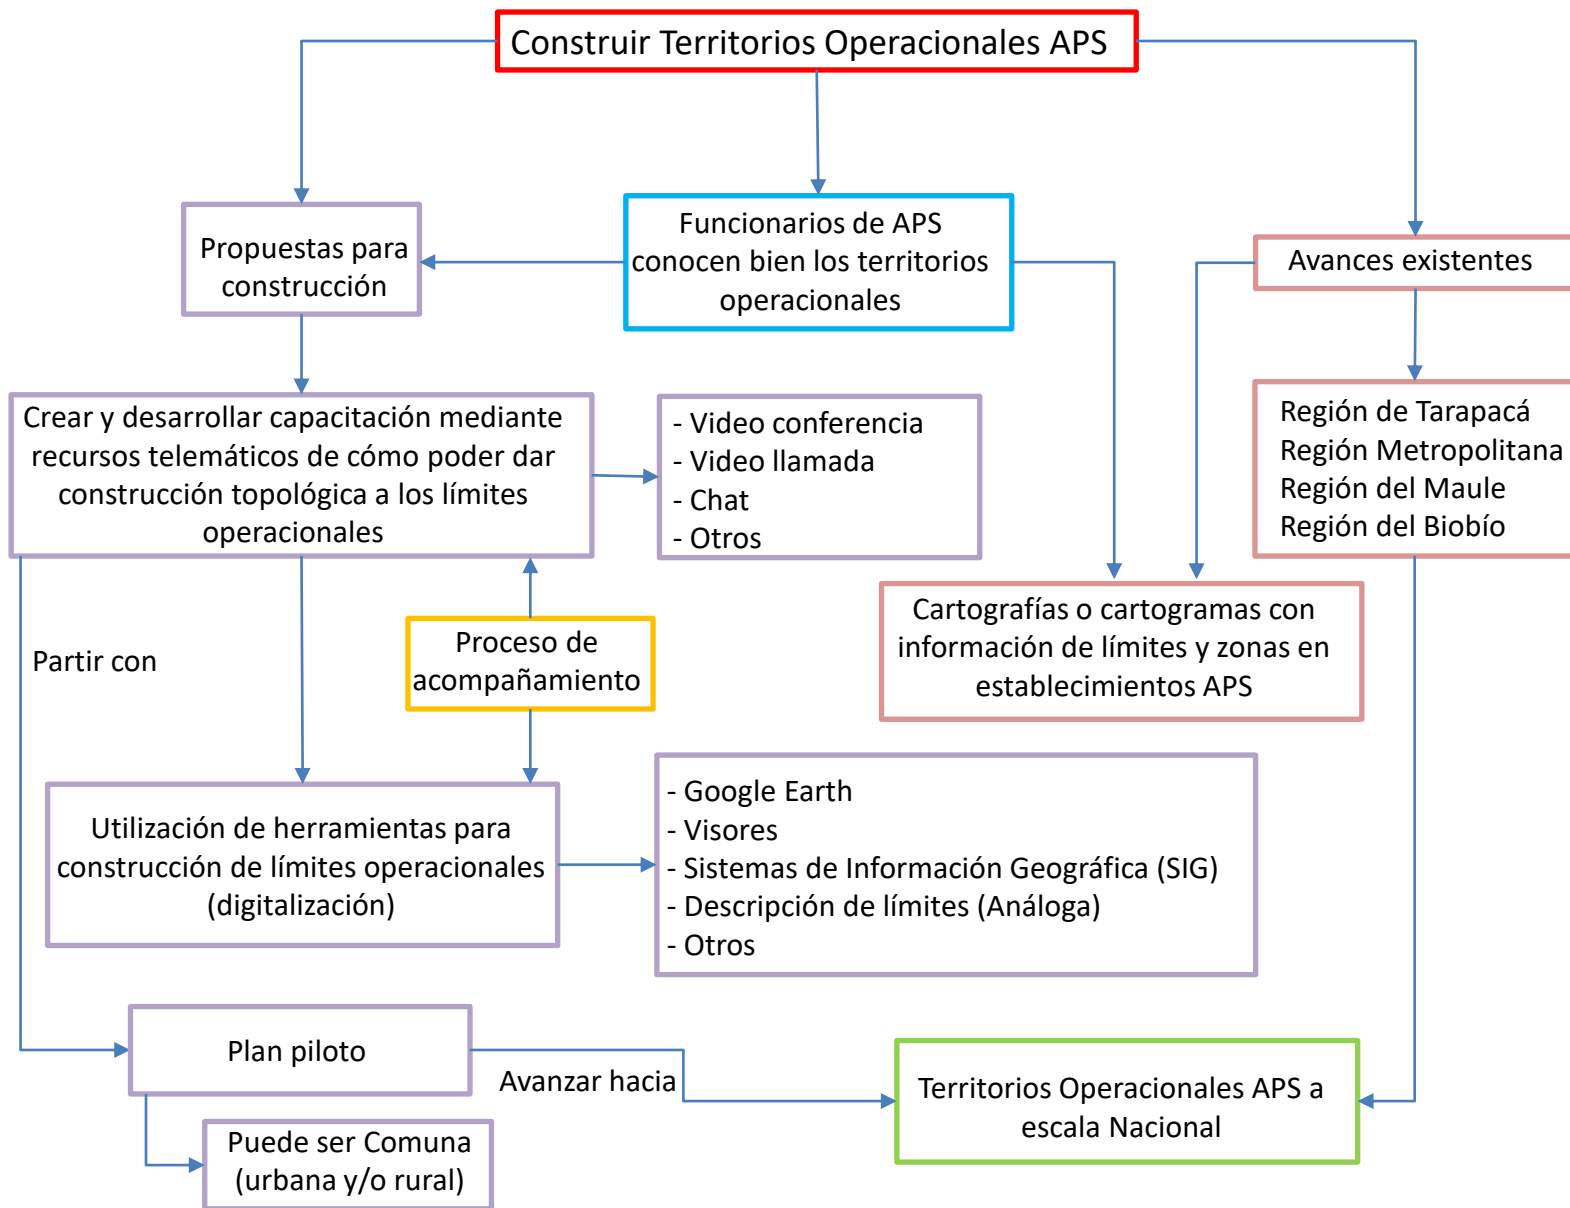 Construir Territorios Operacionales APS
Propuestas para
construcción
Funcionarios de APS
conocen bien los territorios
operacionales
Avances existentes
Crear y desarrollar capacitación mediante
recursos telemáticos de cómo poder dar
construcción topológica a los límites
operacionales
- Video conferencia
- Video llamada
- Chat
- Otros
Región de Tarapacá
Región Metropolitana
Región del Maule
Región del Biobío
Cartografías o cartogramas con
información de límites y zonas en
establecimientos APS
Partir con
Proceso de
acompañamiento
Utilización de herramientas para
construcción de límites operacionales
(digitalización)
- Google Earth
- Visores
- Sistemas de Información Geográfica (SIG)
- Descripción de límites (Análoga)
- Otros
Plan piloto
Avanzar hacia
Territorios Operacionales APS a
escala Nacional
Puede ser Comuna
(urbana y/o rural)